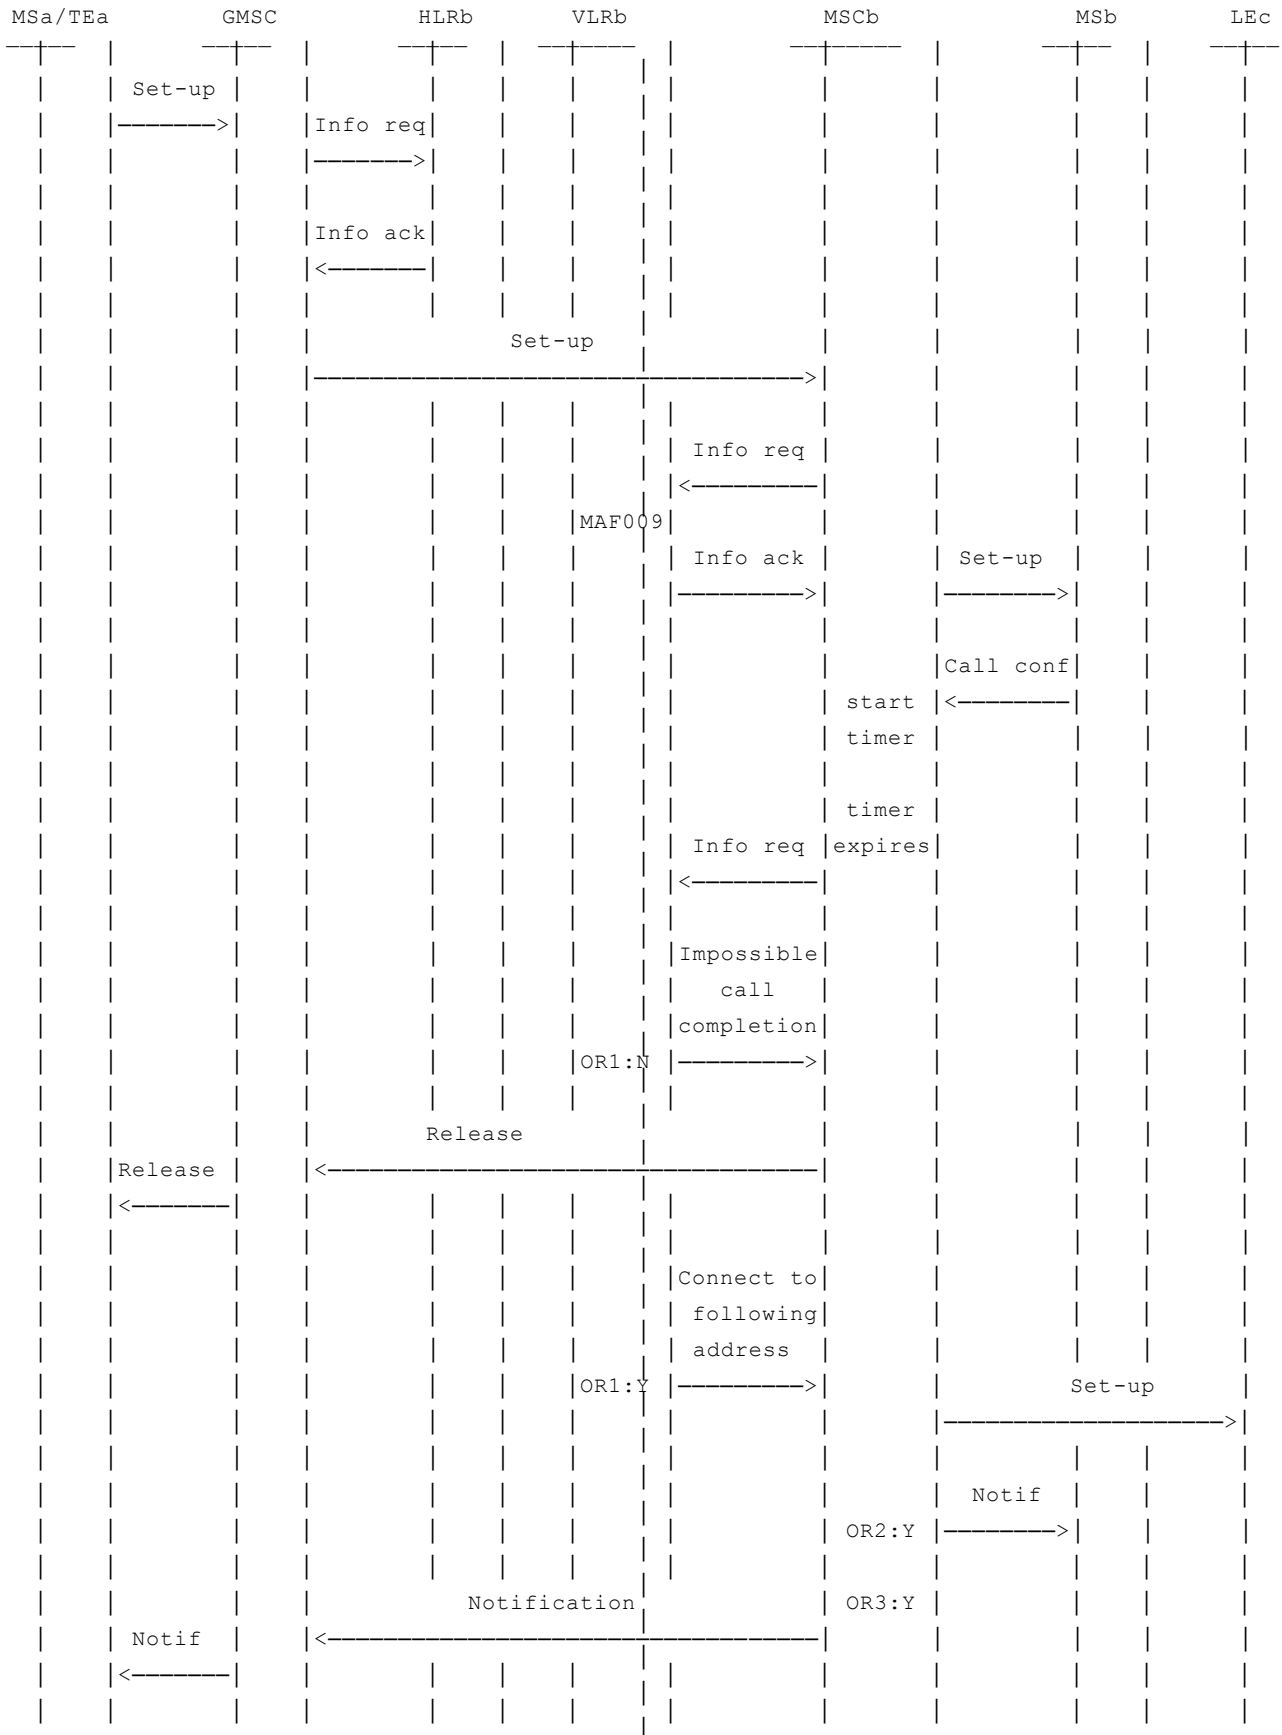 MSa/TEa GMSC HLRb VLRb MSCb MSb LEc
Set-up
Info req
Info ack
Set-up
Info req
MAF009
Info ack Set-up
Call conf
start
timer
timer
Info req expires
Impossible
call
completion
OR1:N
Release
Release
Connect to
following
address
OR1:Y Set-up
Notif
OR2:Y
Notification OR3:Y
Notif